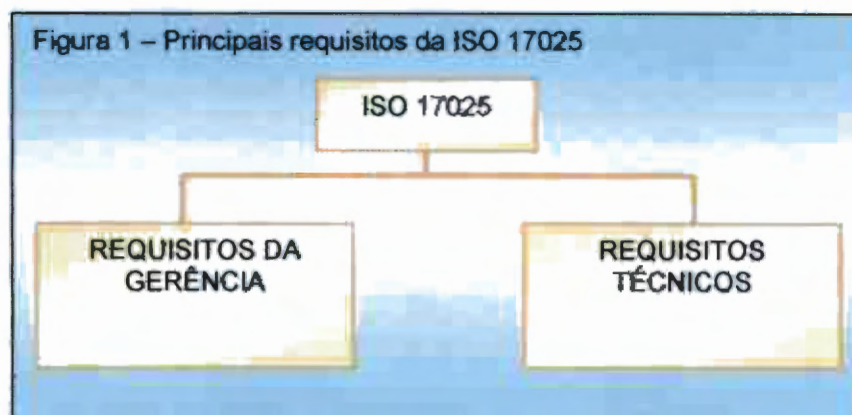 Figura 1 – Principais requisitos da ISO 17025
ISO 17025
REQUISITOS DA
GERÊNCIA
REQUISITOS
TÉCNICOS